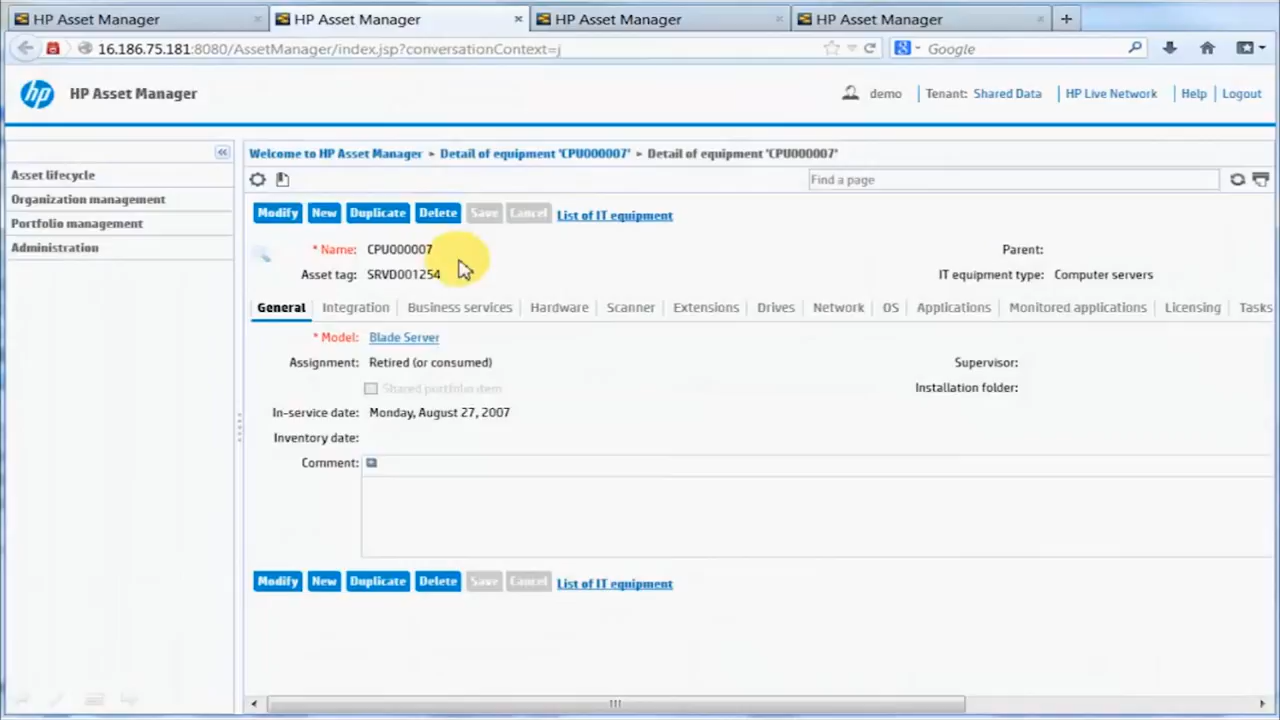 HP Asset Manager × HP Asset Manager × HP Asset Manager × HP Asset Manager × +
16.186.75.181:8080/AssetManager/index.jsp?conversationContext=j Google
hp HP Asset Manager demo Tenant: Shared Data HP Live Network Help Logout
Asset lifecycle
Organization management
Portfolio management
Administration
Welcome to HP Asset Manager ▸ Detail of equipment 'CPU000007' ▸ Detail of equipment 'CPU000007'
Find a page
Modify New Duplicate Delete Save Cancel List of IT equipment
* Name: CPU000007 Parent:
Asset tag: SRVD001254 IT equipment type: Computer servers
General Integration Business services Hardware Scanner Extensions Drives Network OS Applications Monitored applications Licensing Tasks
* Model: Blade Server
Assignment: Retired (or consumed) Supervisor:
Shared portfolio item Installation folder:
In-service date: Monday, August 27, 2007
Inventory date:
Comment:
Modify New Duplicate Delete Save Cancel List of IT equipment